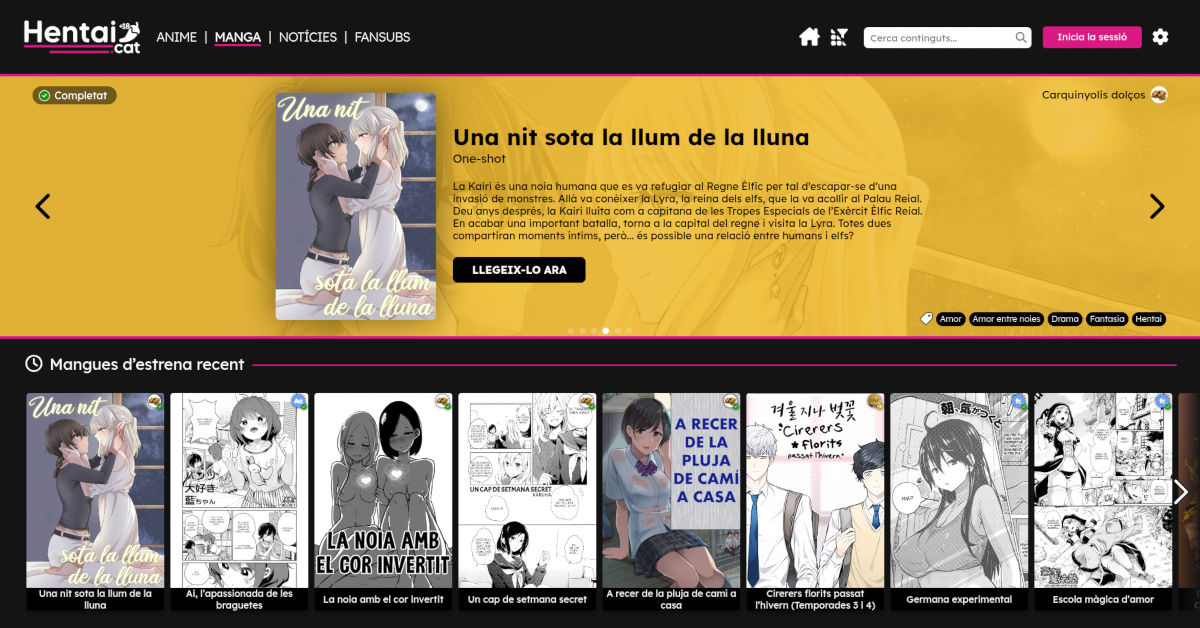 Hentai
+18
.cat
ANIME | MANGA | NOTÍCIES | FANSUBS
Cerca continguts...
Inicia la sessió
Completat
Carquinyolis dolços
Una nit
sota la llum
de la lluna
Una nit sota la llum de la lluna
One-shot
La Kairi és una noia humana que es va refugiar al Regne Èlfic per tal d'escapar-se d'una
invasió de monstres. Allà va conèixer la Lyra, la reina dels elfs, que la va acollir al Palau Reial.
Deu anys després, la Kairi lluita com a capitana de les Tropes Especials de l'Exèrcit Èlfic Reial.
En acabar una important batalla, torna a la capital del regne i visita la Lyra. Totes dues
compartiran moments íntims, però... és possible una relació entre humans i elfs?
LLEGEIX-LO ARA
Amor
Amor entre noies
Drama
Fantasia
Hentai
Mangues d'estrena recent
Una nit
sota la llum
de la lluna
Una nit sota la llum de la
lluna
大好き
藍ちゃん
Ai, l'apassionada de les
braguetes
LA NOIA AMB
EL COR INVERTIT
La noia amb el cor invertit
UN CAP DE SETMANA SECRET
Un cap de setmana secret
A RECER
DE LA
PLUJA
DE CAMÍ
A CASA
A recer de la pluja de camí a
casa
겨울 지나 벚꽃
Cirerers
florits
passat l'hivern
Cirerers florits passat
l'hivern (Temporades 3 i 4)
朝、気がつくと
Germana experimental
Escola màgica d'amor